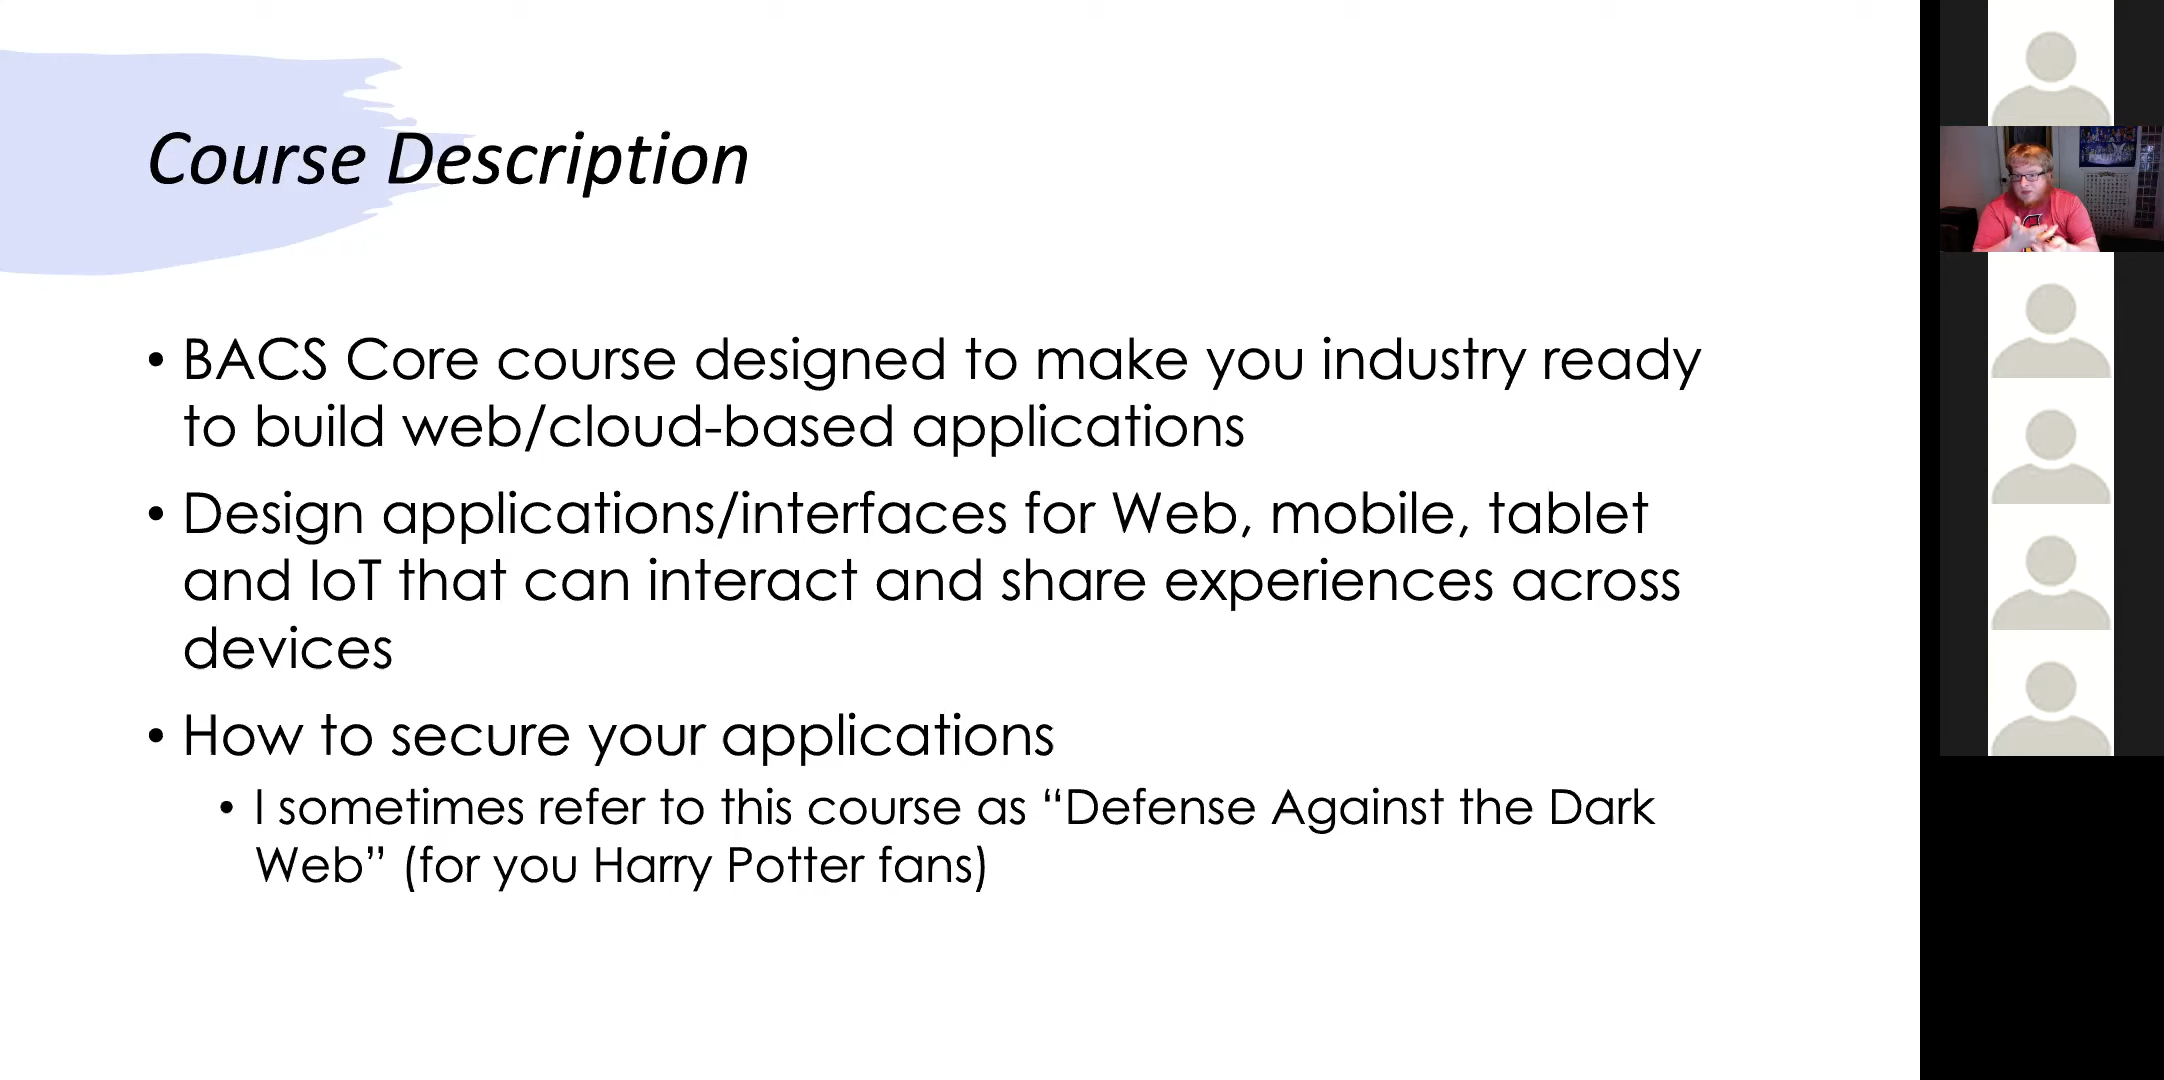 Course Description
• BACS Core course designed to make you industry ready
to build web/cloud-based applications
• Design applications/interfaces for Web, mobile, tablet
and IoT that can interact and share experiences across
devices
• How to secure your applications
• I sometimes refer to this course as “Defense Against the Dark
Web” (for you Harry Potter fans)